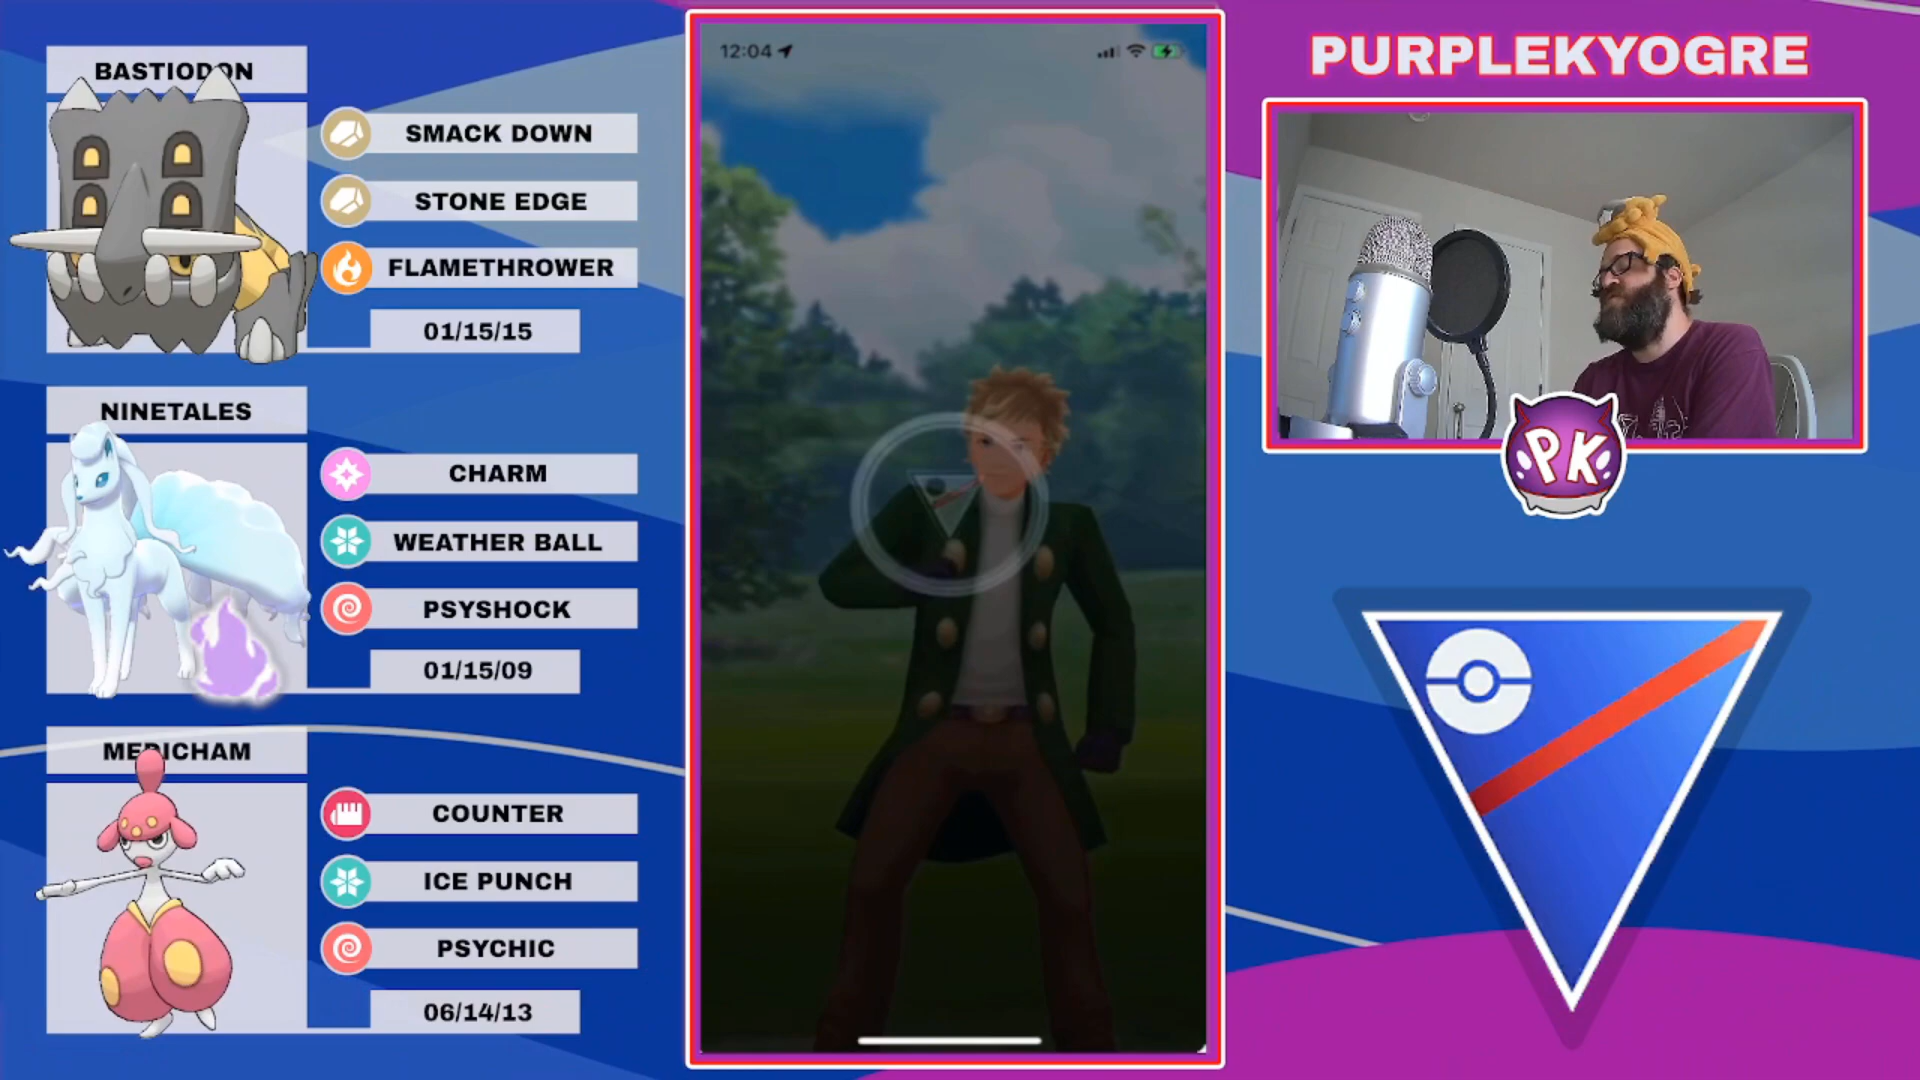 BASTIODON
SMACK DOWN
STONE EDGE
FLAMETHROWER
01/15/15
NINETALES
CHARM
WEATHER BALL
PSYSHOCK
01/15/09
MEDICHAM
COUNTER
ICE PUNCH
PSYCHIC
06/14/13
12:04
PURPLEKYOGRE
PK